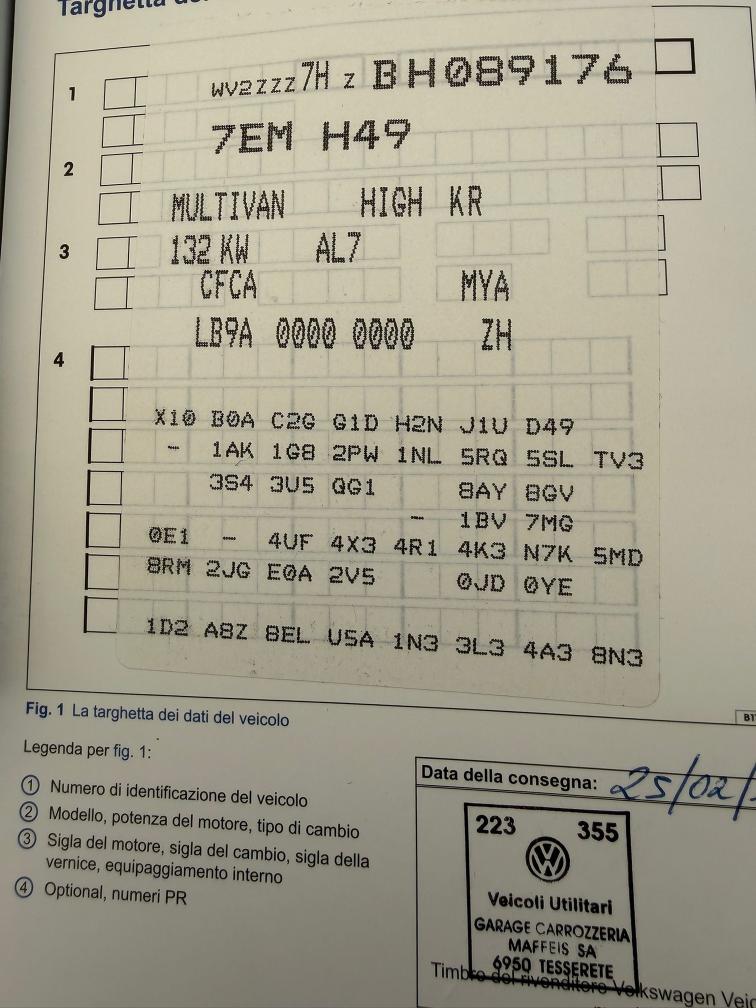 Targhetta
1
WV2ZZZ7H Z BH089176
7EM H49
2
MULTIVAN HIGH KR
3
132 KW AL7
CFCA MYA
LB9A 0000 0000 ZH
4
X10 B0A C2G G1D H2N J1U D49
- 1AK 1G8 2PW 1NL 5RQ 5SL TV3
3S4 3U5 QG1 8AY 8GV
- 1BV 7MG
0E1 - 4UF 4X3 4R1 4K3 N7K 5MD
8RM 2JG E0A 2V5 0JD 0YE
1D2 A8Z 8EL U5A 1N3 3L3 4A3 8N3
Fig. 1 La targhetta dei dati del veicolo
Legenda per fig. 1:
1 Numero di identificazione del veicolo
2 Modello, potenza del motore, tipo di cambio
3 Sigla del motore, sigla del cambio, sigla della
vernice, equipaggiamento interno
4 Optional, numeri PR
Data della consegna: 25/02/
223 355
Veicoli Utilitari
GARAGE CARROZZERIA
MAFFEIS SA
6950 TESSERETE
Timbro del rivenditore Volkswagen Veic